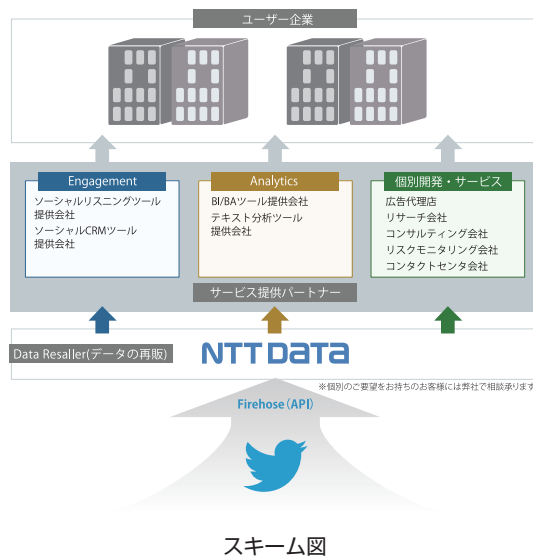 ユーザー企業
Engagement
ソーシャルリスニングツール
提供会社
ソーシャルCRMツール
提供会社
Analytics
BI/BAツール提供会社
テキスト分析ツール
提供会社
個別開発・サービス
広告代理店
リサーチ会社
コンサルティング会社
リスクモニタリング会社
コンタクトセンタ会社
サービス提供パートナー
Data Resaller(データの再販)
NTT DATA
※個別のご要望をお持ちのお客様には弊社で相談承ります
Firehose(API)
スキーム図